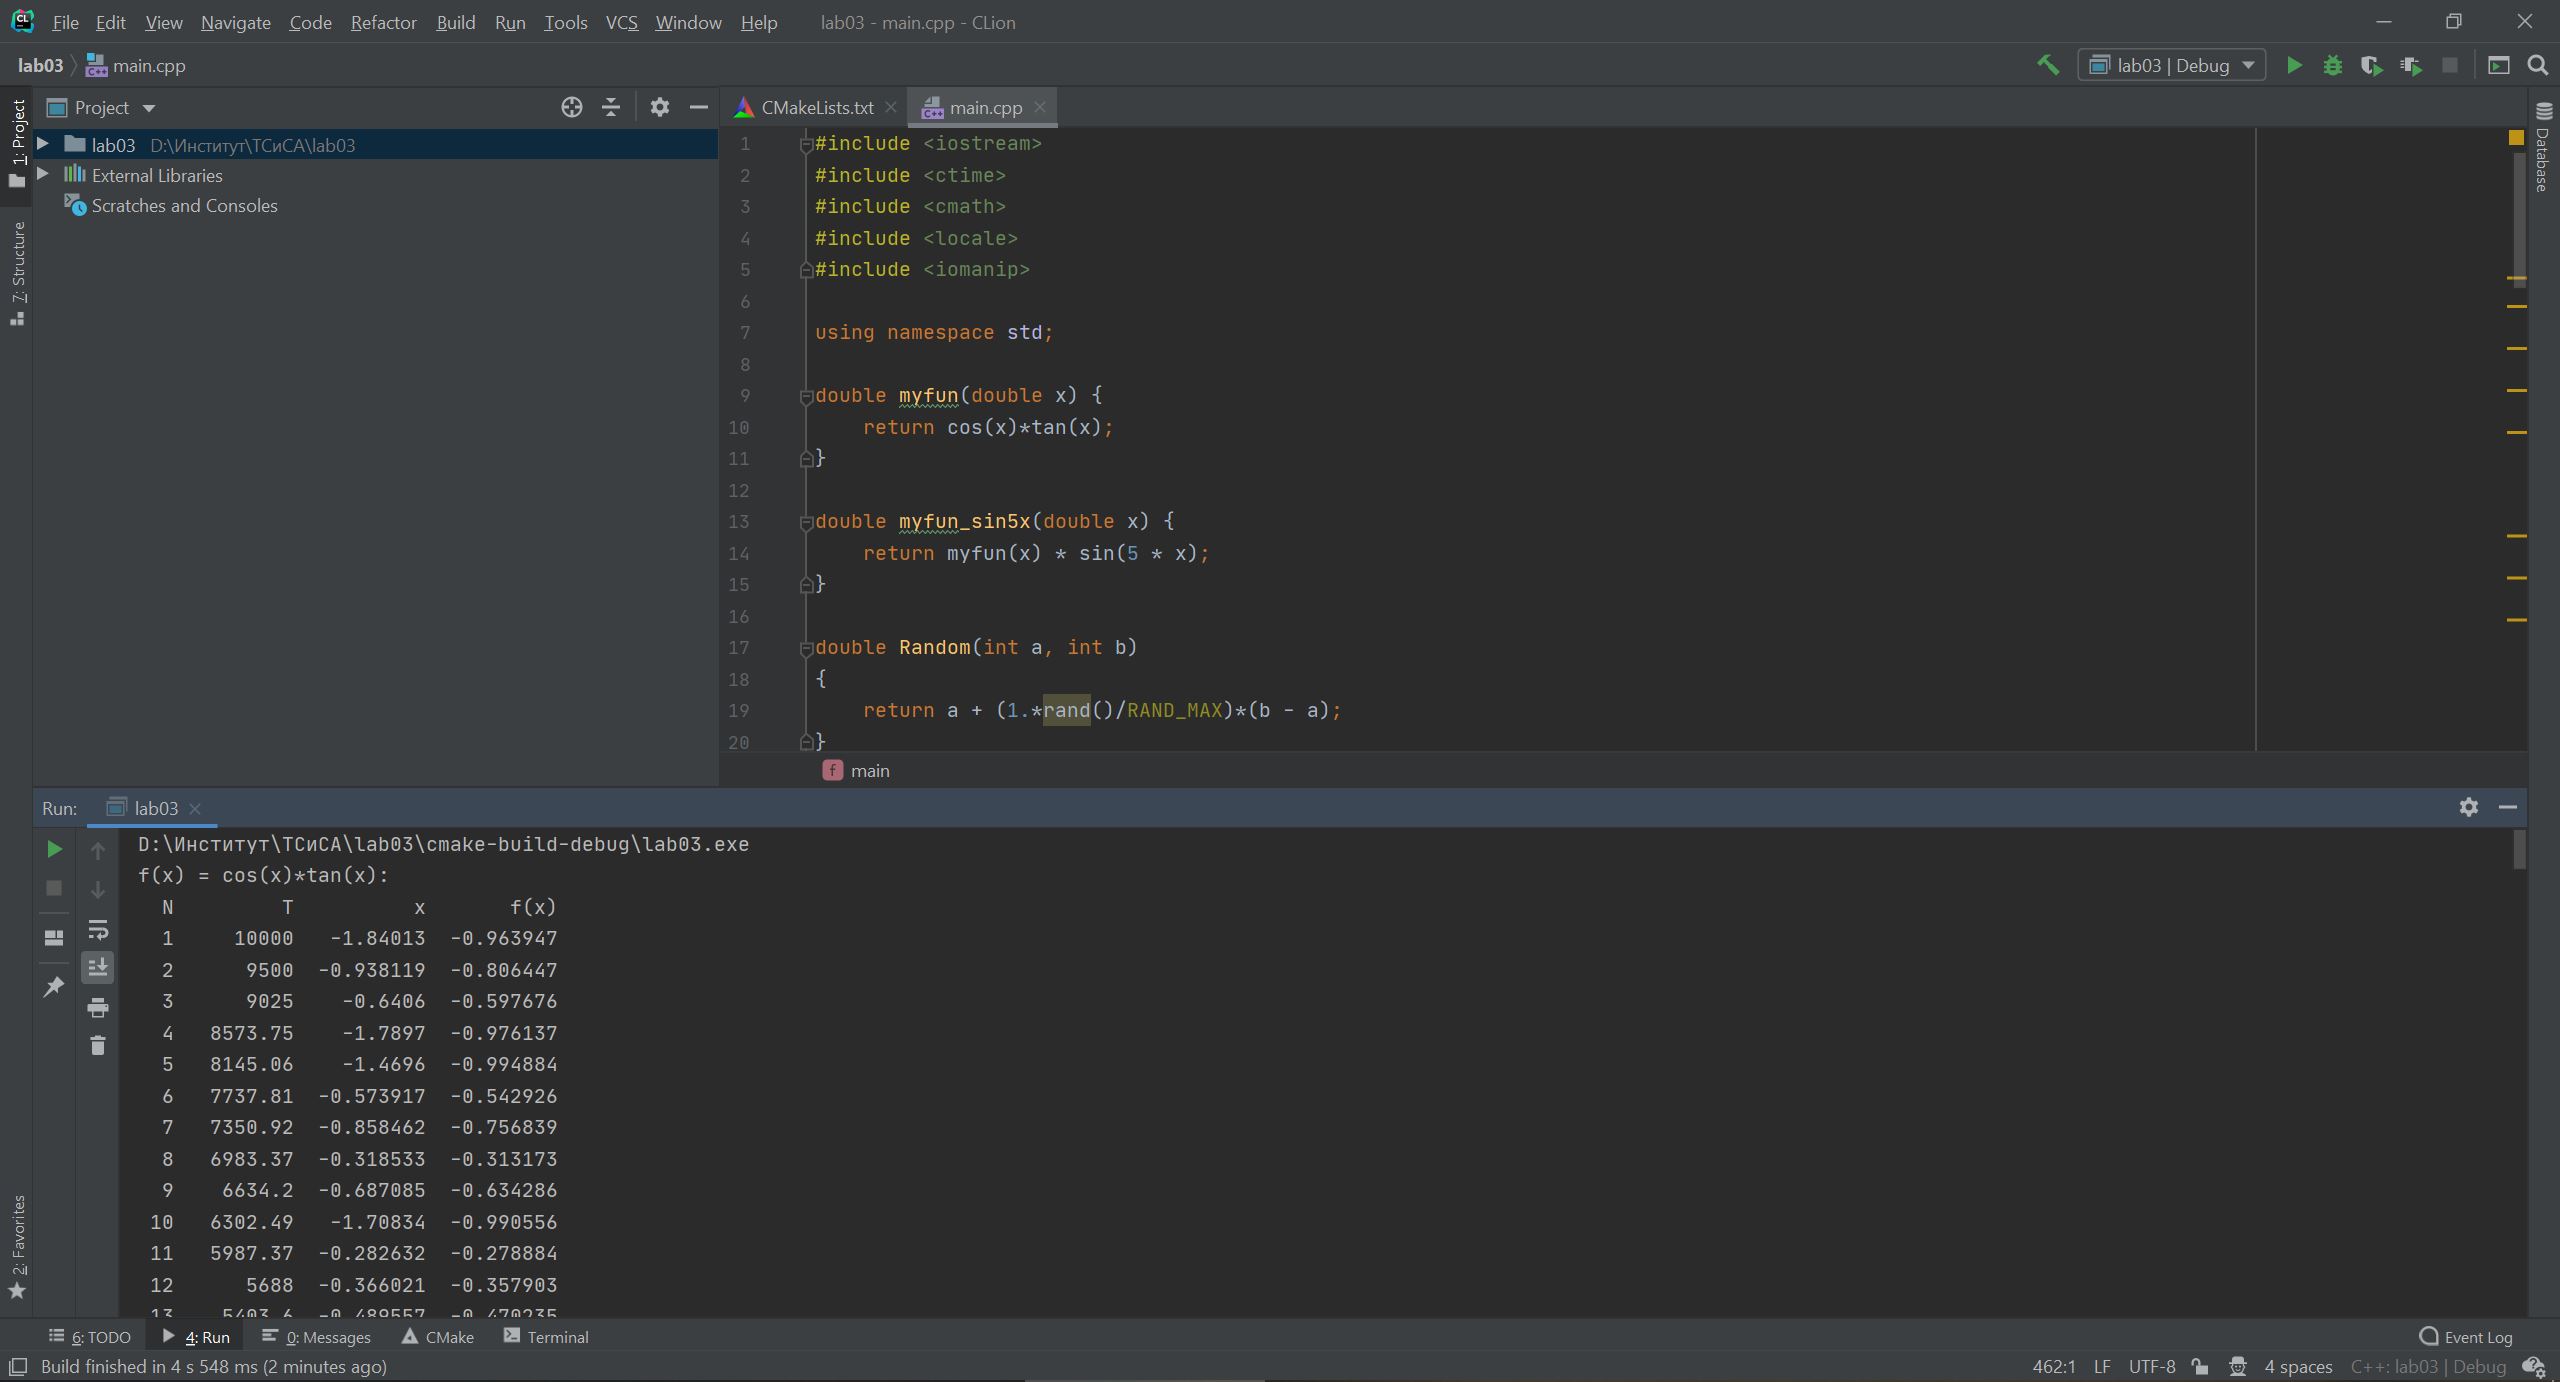 File Edit View Navigate Code Refactor Build Run Tools VCS Window Help lab03 - main.cpp - CLion
lab03 main.cpp lab03 | Debug
1: Project
7: Structure
2: Favorites
Database
Project
lab03 D:\Институт\ТСиСА\lab03
External Libraries
Scratches and Consoles
CMakeLists.txt main.cpp
1 #include <iostream>
2 #include <ctime>
3 #include <cmath>
4 #include <locale>
5 #include <iomanip>
6
7 using namespace std;
8
9 double myfun(double x) {
10 return cos(x)*tan(x);
11 }
12
13 double myfun_sin5x(double x) {
14 return myfun(x) * sin(5 * x);
15 }
16
17 double Random(int a, int b)
18 {
19 return a + (1.*rand()/RAND_MAX)*(b - a);
20 }
f main
Run: lab03
D:\Институт\ТСиСА\lab03\cmake-build-debug\lab03.exe
f(x) = cos(x)*tan(x):
N T x f(x)
1 10000 -1.84013 -0.963947
2 9500 -0.938119 -0.806447
3 9025 -0.6406 -0.597676
4 8573.75 -1.7897 -0.976137
5 8145.06 -1.4696 -0.994884
6 7737.81 -0.573917 -0.542926
7 7350.92 -0.858462 -0.756839
8 6983.37 -0.318533 -0.313173
9 6634.2 -0.687085 -0.634286
10 6302.49 -1.70834 -0.990556
11 5987.37 -0.282632 -0.278884
12 5688 -0.366021 -0.357903
13 5403.6 -0.489557 -0.470235
6: TODO 4: Run 0: Messages CMake Terminal Event Log
Build finished in 4 s 548 ms (2 minutes ago) 462:1 LF UTF-8 4 spaces C++: lab03 | Debug